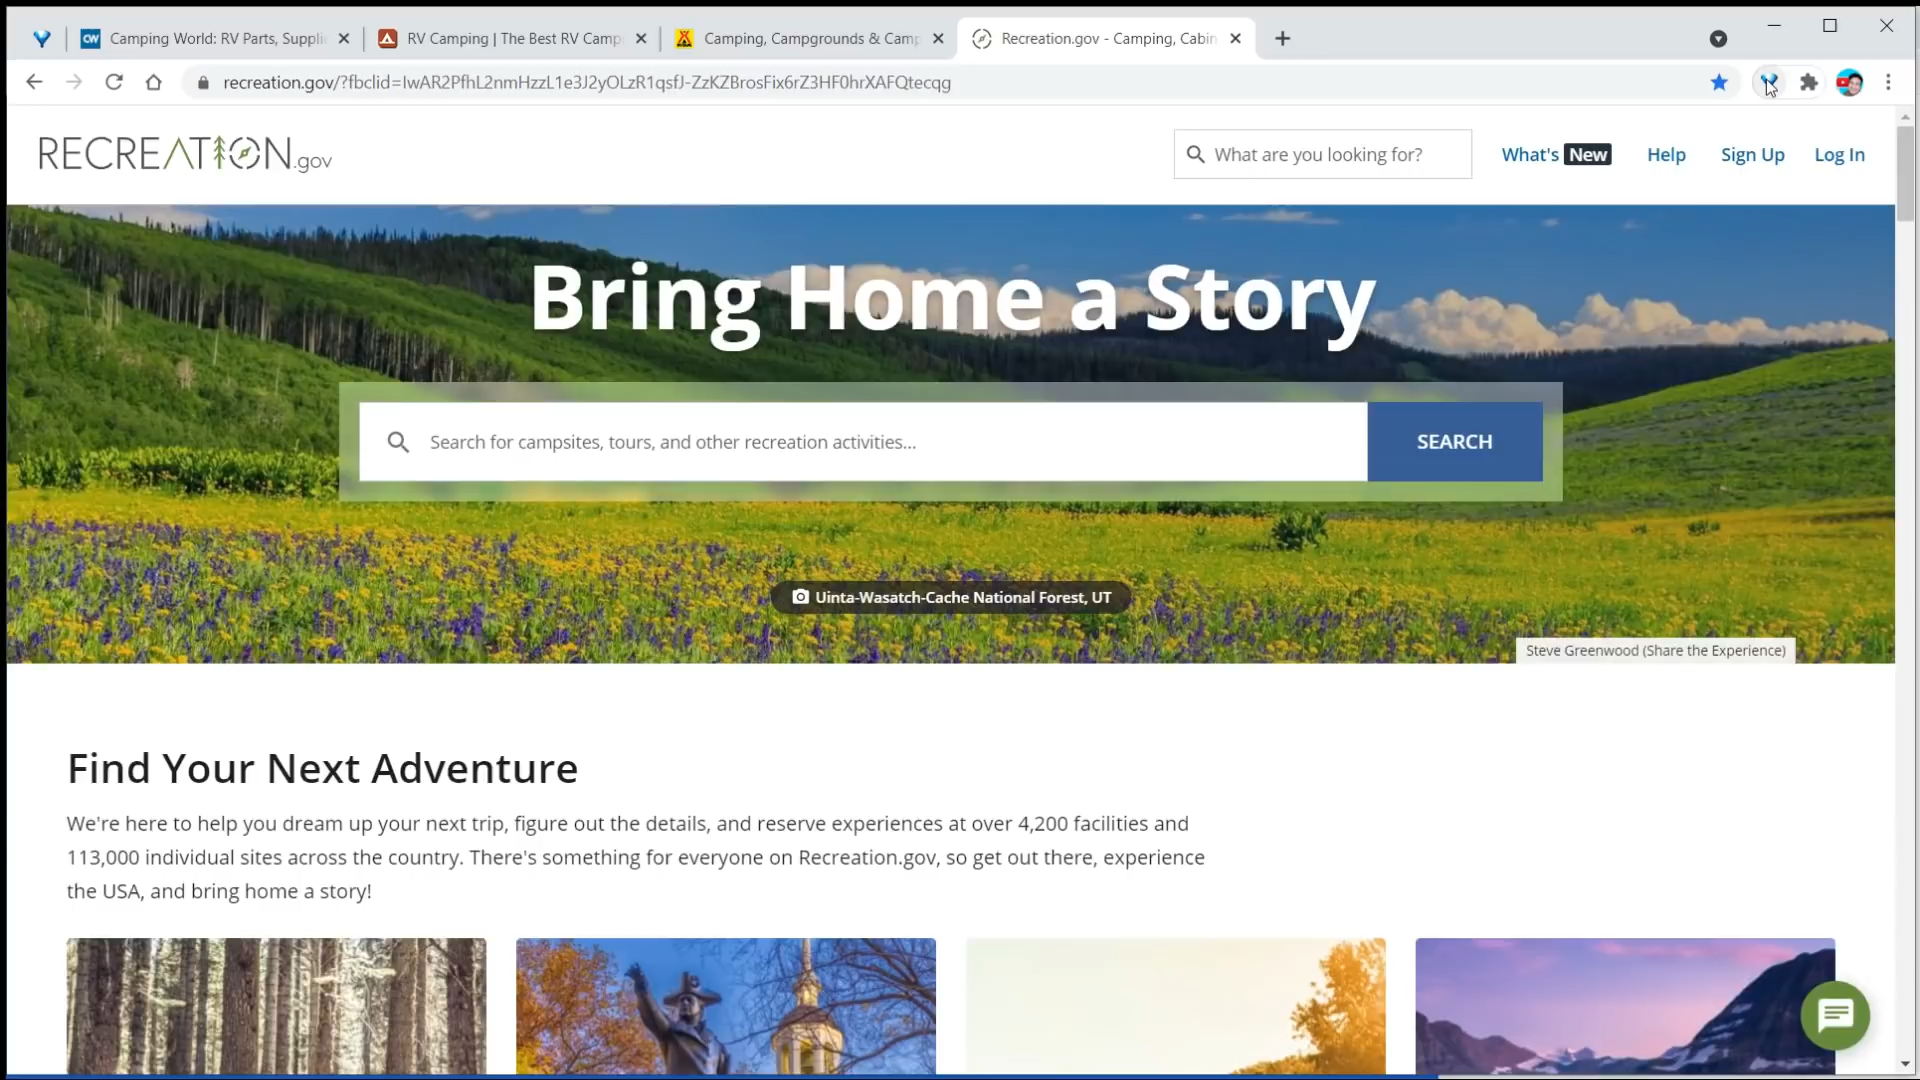 Camping World: RV Parts, Suppli
RV Camping | The Best RV Camp
Camping, Campgrounds & Camp
Recreation.gov - Camping, Cabin
recreation.gov/?fbclid=IwAR2PfhL2nmHzzL1e3J2yOLzR1qsfJ-ZzKZBrosFix6rZ3HF0hrXAFQtecqg
RECREATION.gov
What are you looking for?
What's New
Help
Sign Up
Log In
Bring Home a Story
Search for campsites, tours, and other recreation activities...
SEARCH
Uinta-Wasatch-Cache National Forest, UT
Steve Greenwood (Share the Experience)
Find Your Next Adventure
We're here to help you dream up your next trip, figure out the details, and reserve experiences at over 4,200 facilities and
113,000 individual sites across the country. There's something for everyone on Recreation.gov, so get out there, experience
the USA, and bring home a story!